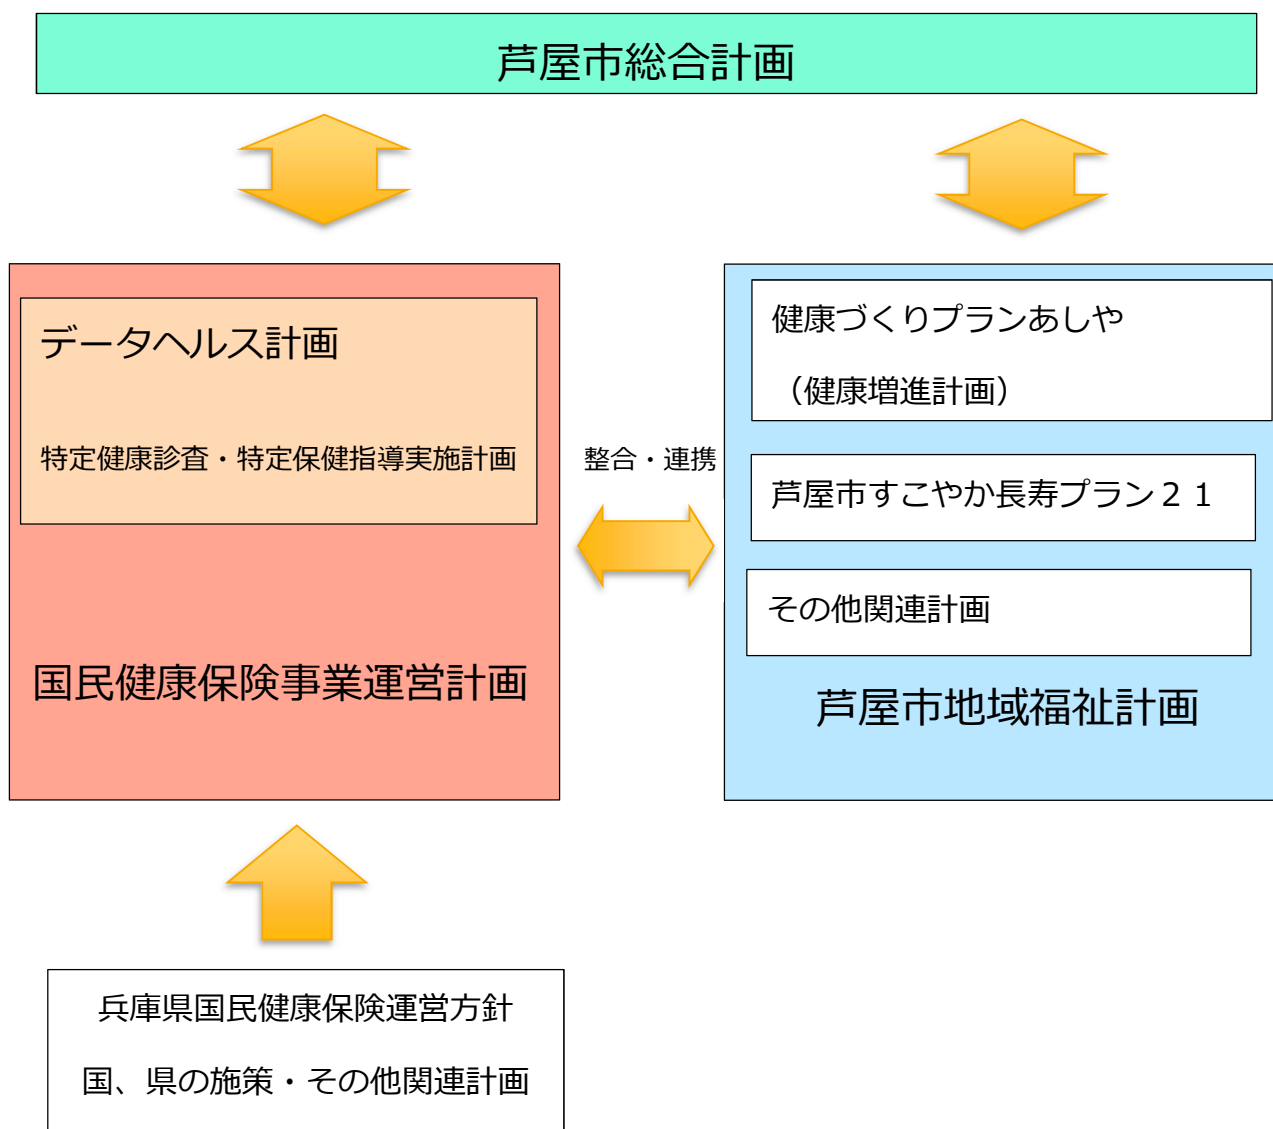 芦屋市総合計画
データヘルス計画
特定健康診査・特定保健指導実施計画
国民健康保険事業運営計画
整合・連携
健康づくりプランあしや
（健康増進計画）
芦屋市すこやか長寿プラン２１
その他関連計画
芦屋市地域福祉計画
兵庫県国民健康保険運営方針
国、県の施策・その他関連計画